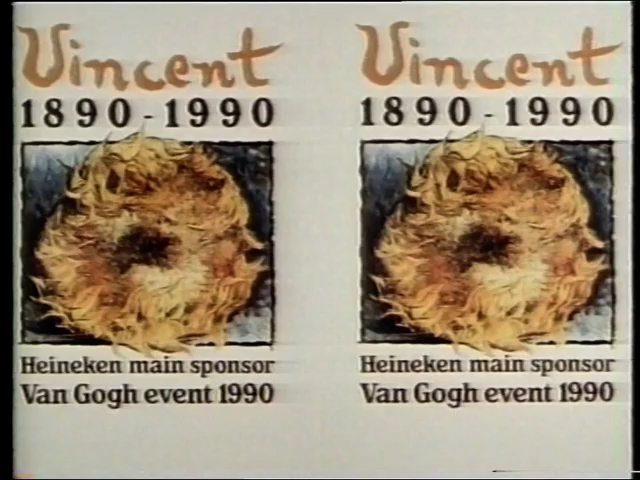 Vincent
1890 - 1990
Heineken main sponsor
Van Gogh event 1990
Vincent
1890 - 1990
Heineken main sponsor
Van Gogh event 1990